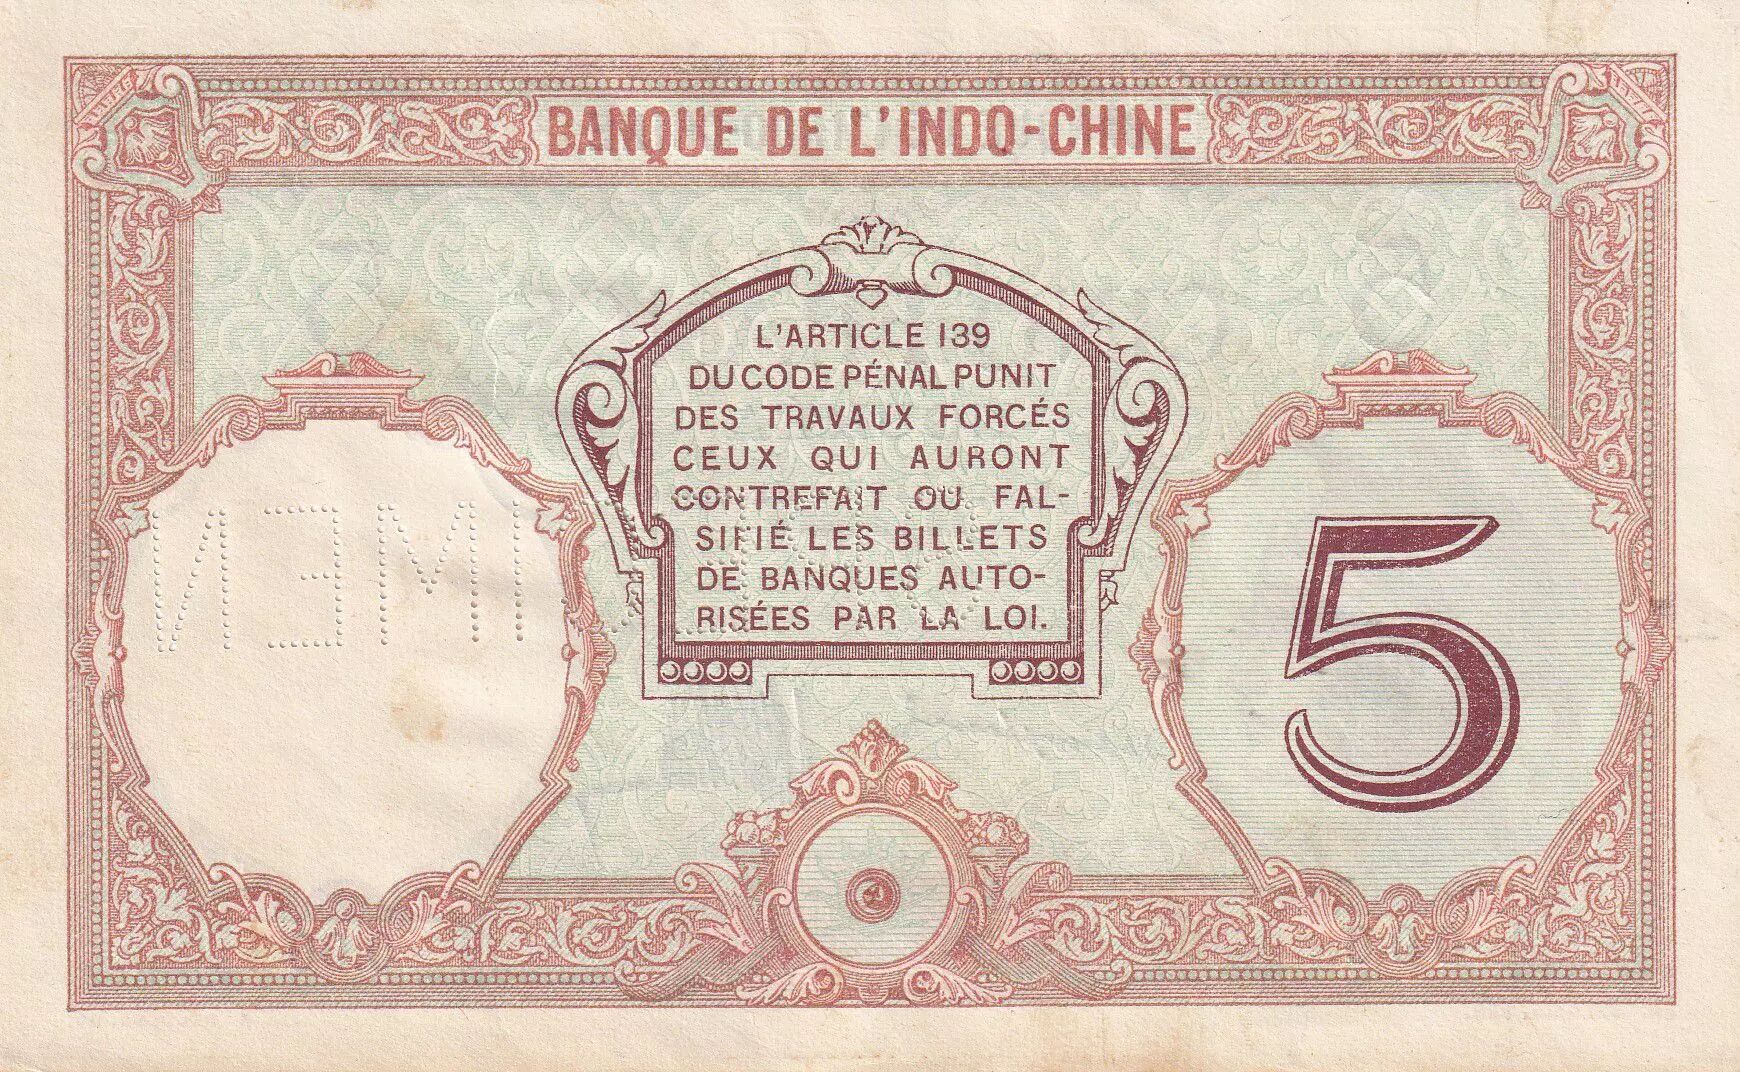 BANQUE DE L'INDO-CHINE
L'ARTICLE 139
DU CODE PÉNAL PUNIT
DES TRAVAUX FORCÉS
CEUX QUI AURONT
CONTREFAIT OU FAL-
SIFIÉ LES BILLETS
DE BANQUES AUTO-
RISÉES PAR LA LOI.
SPECIMEN
5